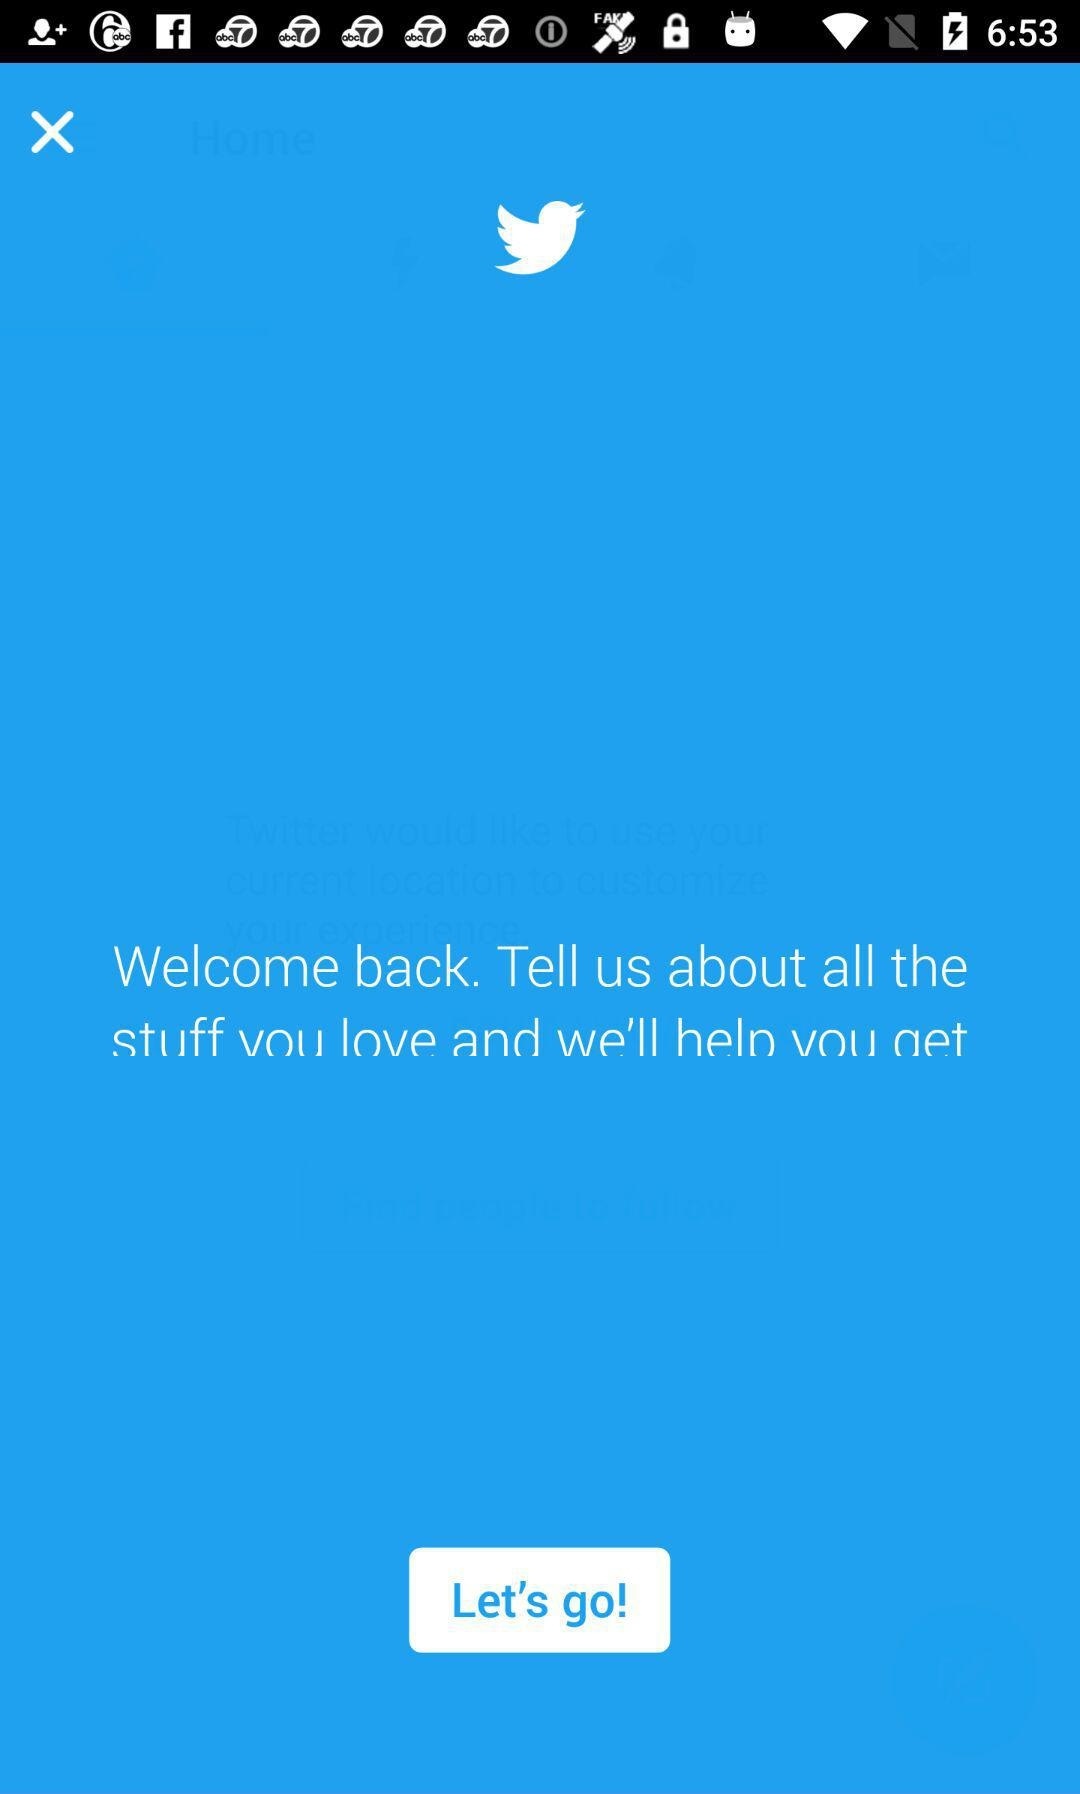 6:53
Home
Twitter would like to use your
current location to customize
your experience
Welcome back. Tell us about all the
stuff you love and we'll help you get
Find people to follow
Let's go!